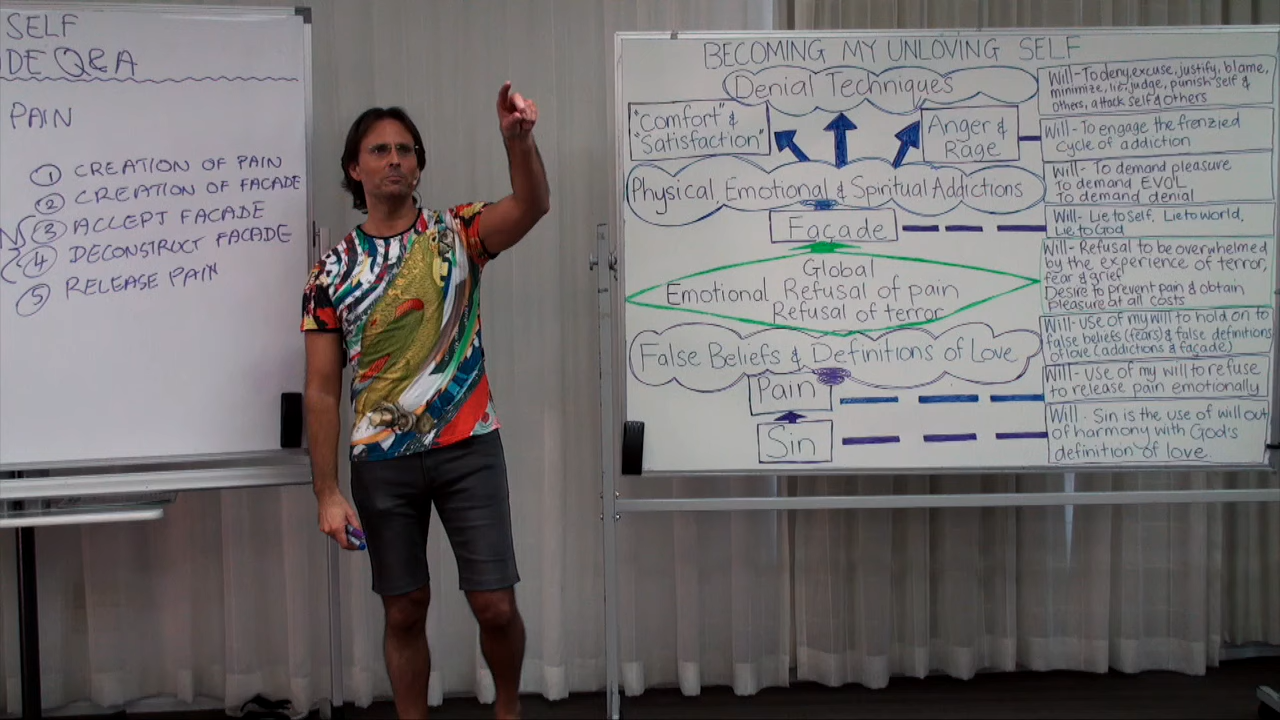 SELF
DE Q&A
PAIN
① CREATION OF PAIN
② CREATION OF FACADE
③ ACCEPT FACADE
④ DECONSTRUCT FACADE
⑤ RELEASE PAIN
BECOMING MY UNLOVING SELF
Denial Techniques
"Comfort" &
"Satisfaction"
Anger &
Rage
Physical, Emotional & Spiritual Addictions
Façade
Global
Emotional Refusal of pain
Refusal of terror
False Beliefs & Definitions of Love
Pain
Sin
Will - To deny, excuse, justify, blame,
minimize, lie, judge, punish self &
others, attack self & others
Will - To engage the frenzied
cycle of addiction
Will - To demand pleasure
To demand EVOL
To demand denial
Will - Lie to self. Lie to world,
Lie to God
Will - Refusal to be overwhelmed
by the experience of terror,
fear & grief
Desire to prevent pain & obtain
pleasure at all costs
Will - Use of my will to hold on to
false beliefs (fears) & false definitions
of love (addictions & façade)
Will - Use of my will to refuse
to release pain emotionally
Will - Sin is the use of will out
of harmony with God's
definition of love